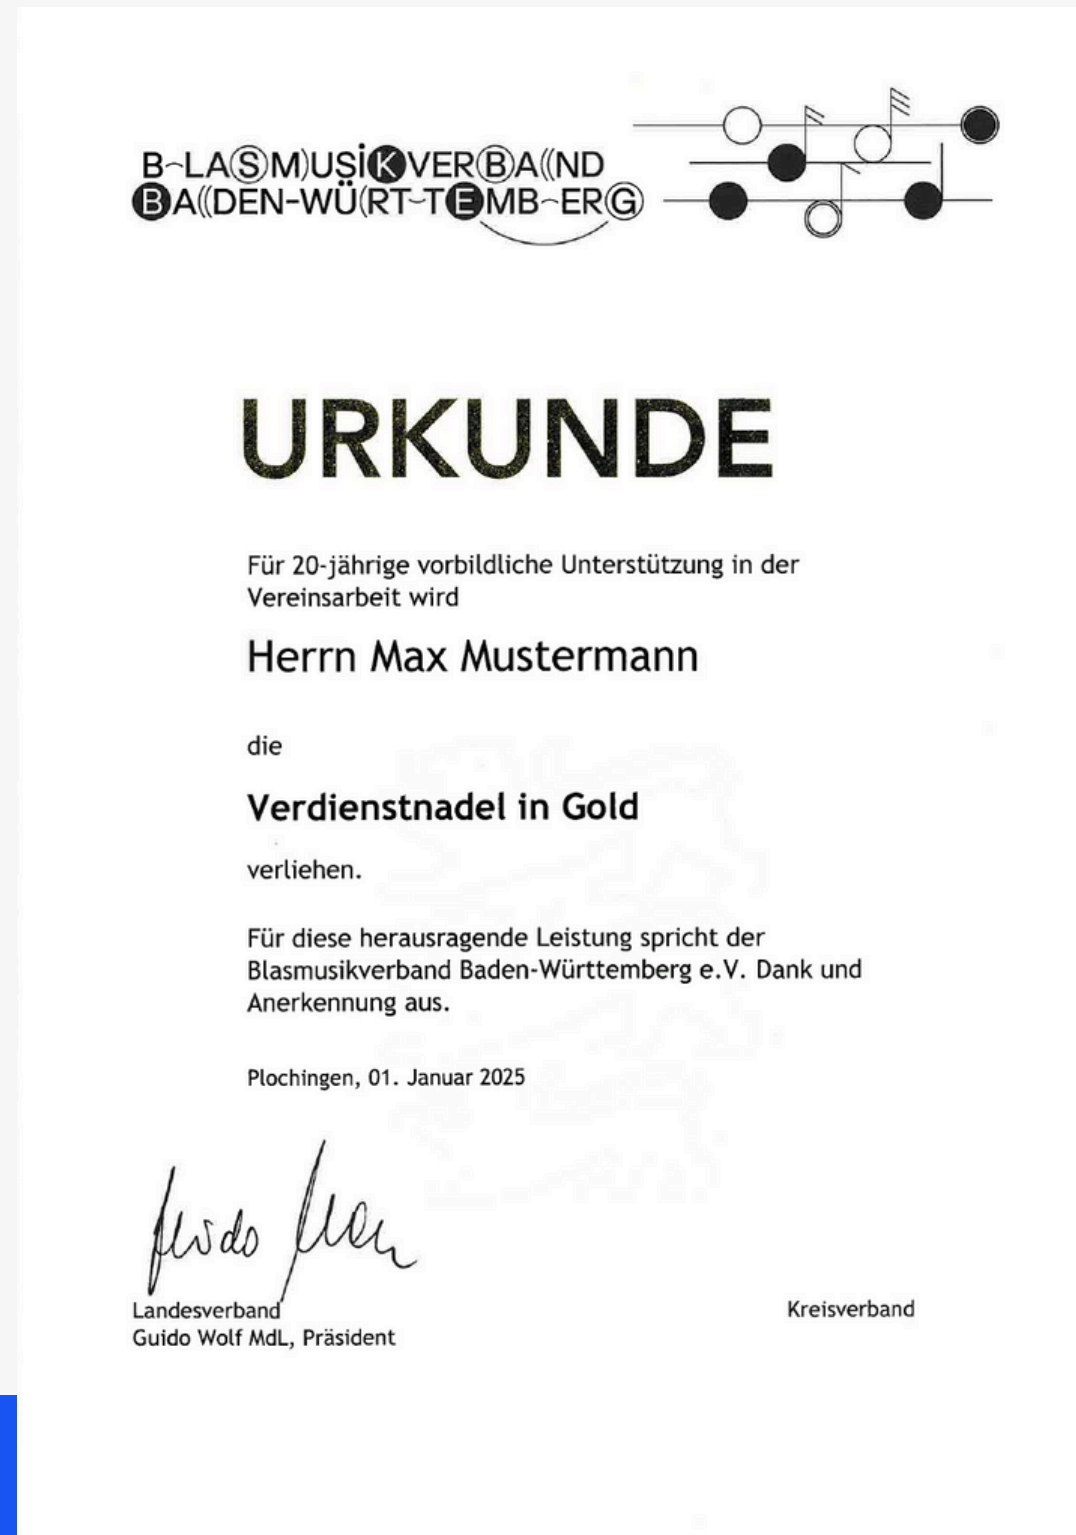 BLASMUSIKVERBAND
BADEN-WÜRTTEMBERG
URKUNDE
Für 20-jährige vorbildliche Unterstützung in der
Vereinsarbeit wird
Herrn Max Mustermann
die
Verdienstnadel in Gold
verliehen.
Für diese herausragende Leistung spricht der
Blasmusikverband Baden-Württemberg e.V. Dank und
Anerkennung aus.
Plochingen, 01. Januar 2025
Landesverband
Guido Wolf MdL, Präsident
Kreisverband